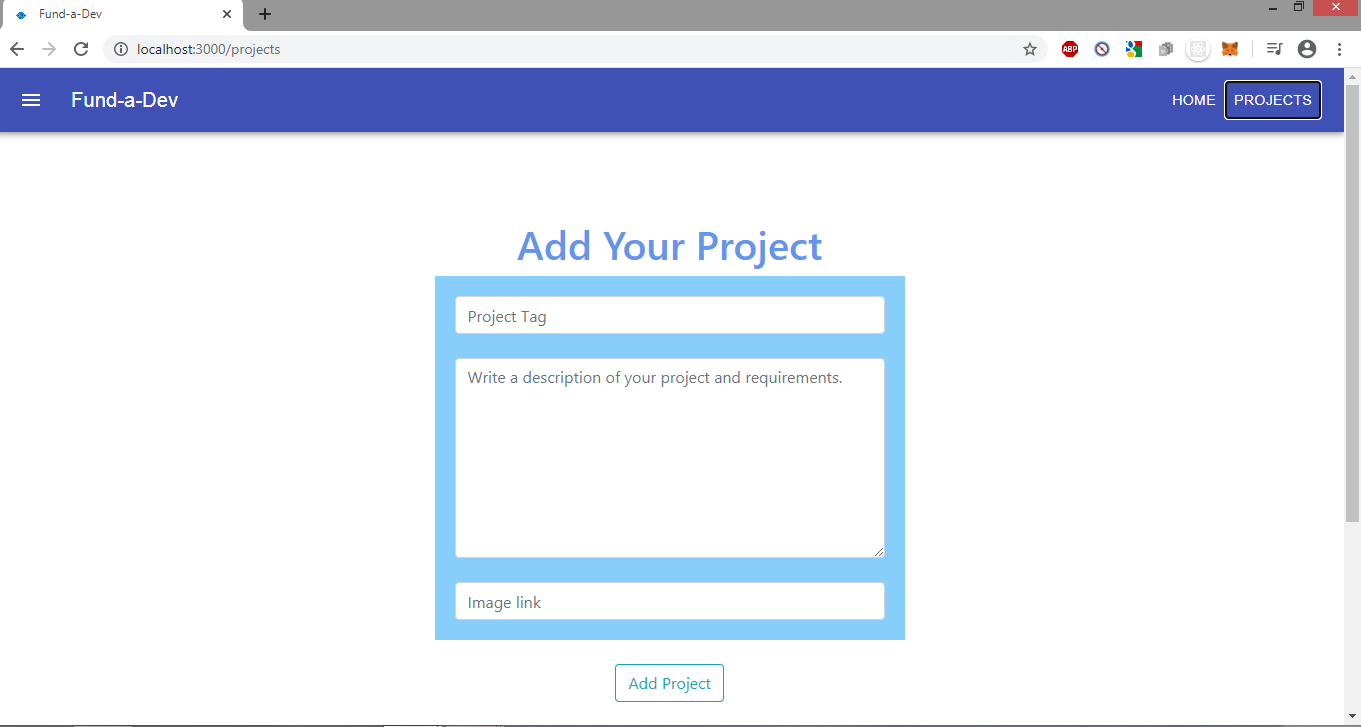 Fund-a-Dev
localhost:3000/projects
ABP
Fund-a-Dev
HOME
PROJECTS
Add Your Project
Project Tag
Write a description of your project and requirements.
Image link
Add Project